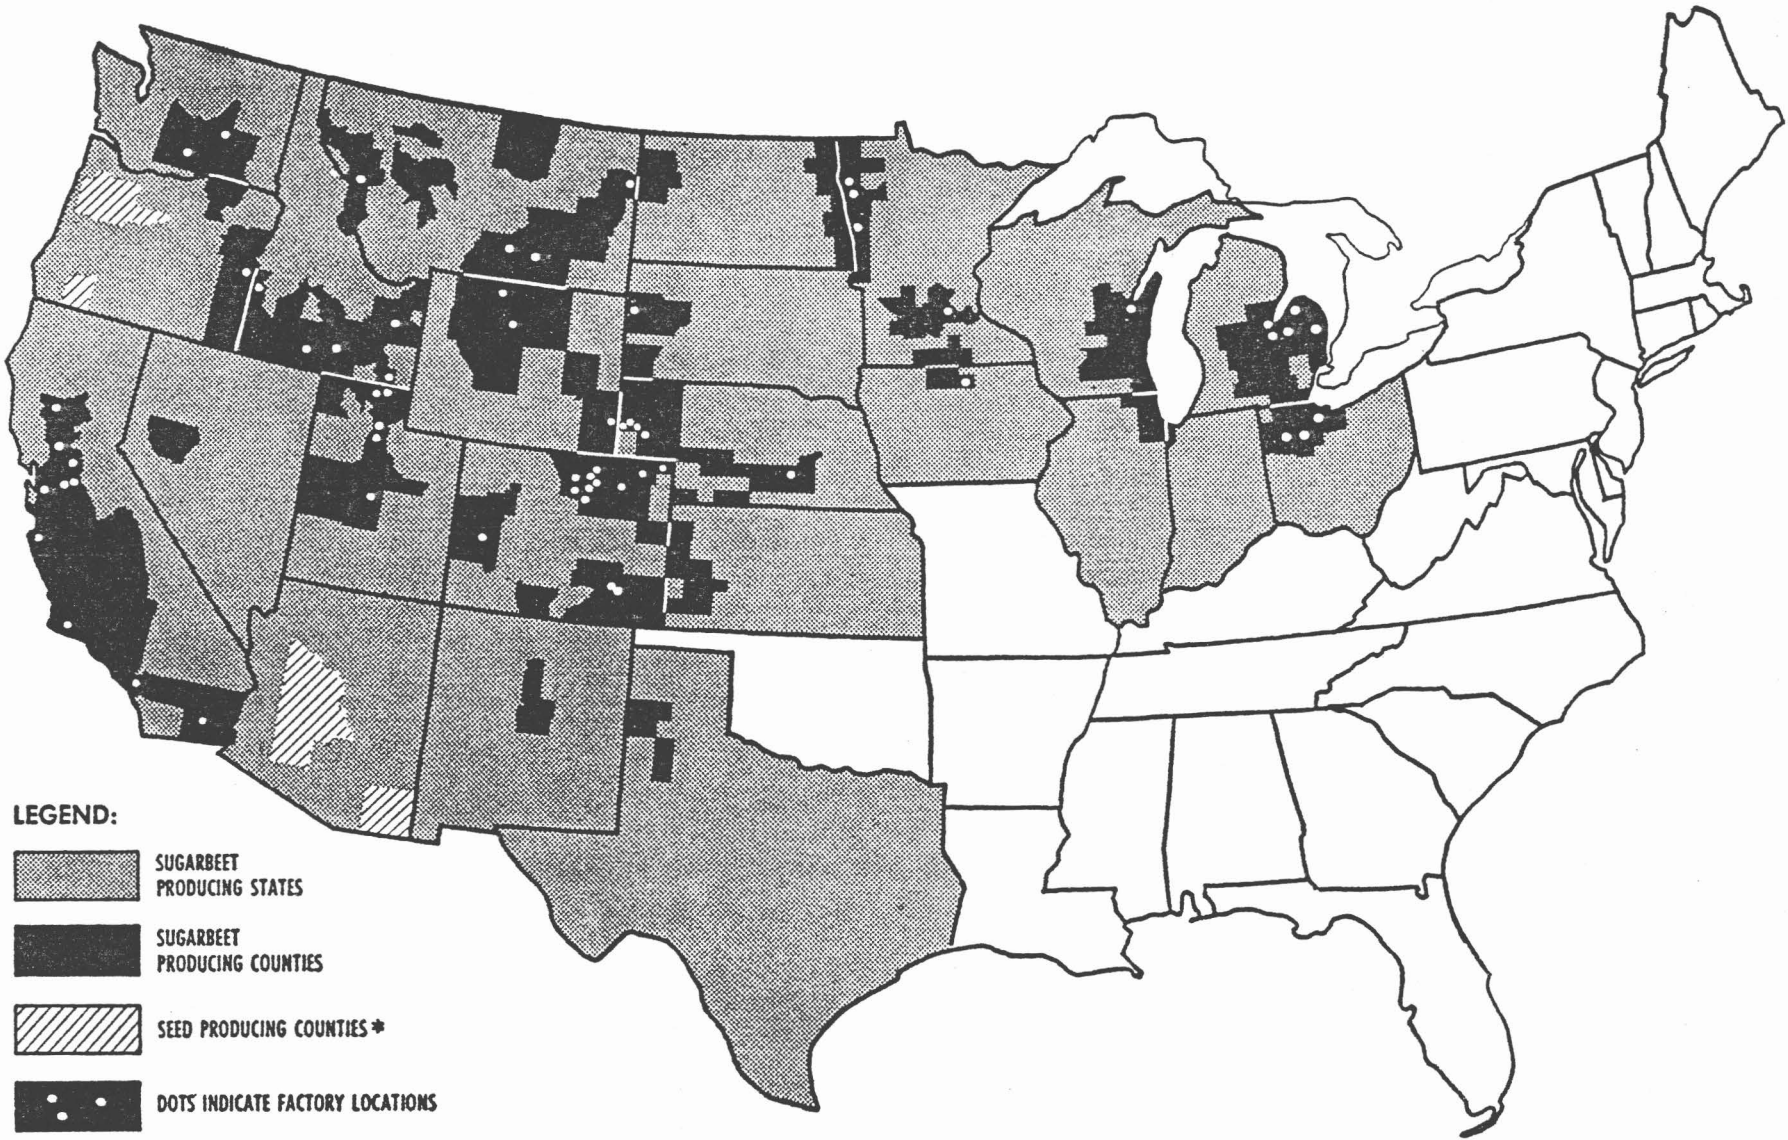 LEGEND:
SUGARBEET
PRODUCING STATES
SUGARBEET
PRODUCING COUNTIES
SEED PRODUCING COUNTIES*
DOTS INDICATE FACTORY LOCATIONS